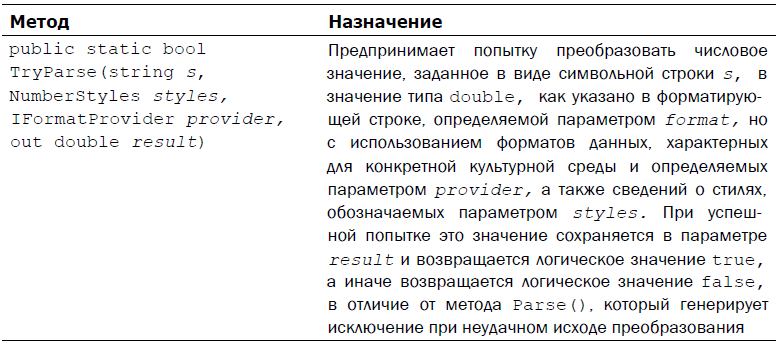 Метод Назначение
public static bool
TryParse(string s,
NumberStyles styles,
IFormatProvider provider,
out double result)
Предпринимает попытку преобразовать числовое
значение, заданное в виде символьной строки s, в
значение типа double, как указано в форматирую-
щей строке, определяемой параметром format, но
с использованием форматов данных, характерных
для конкретной культурной среды и определяемых
параметром provider, а также сведений о стилях,
обозначаемых параметром styles. При успеш-
ной попытке это значение сохраняется в параметре
result и возвращается логическое значение true,
а иначе возвращается логическое значение false,
в отличие от метода Parse(), который генерирует
исключение при неудачном исходе преобразования